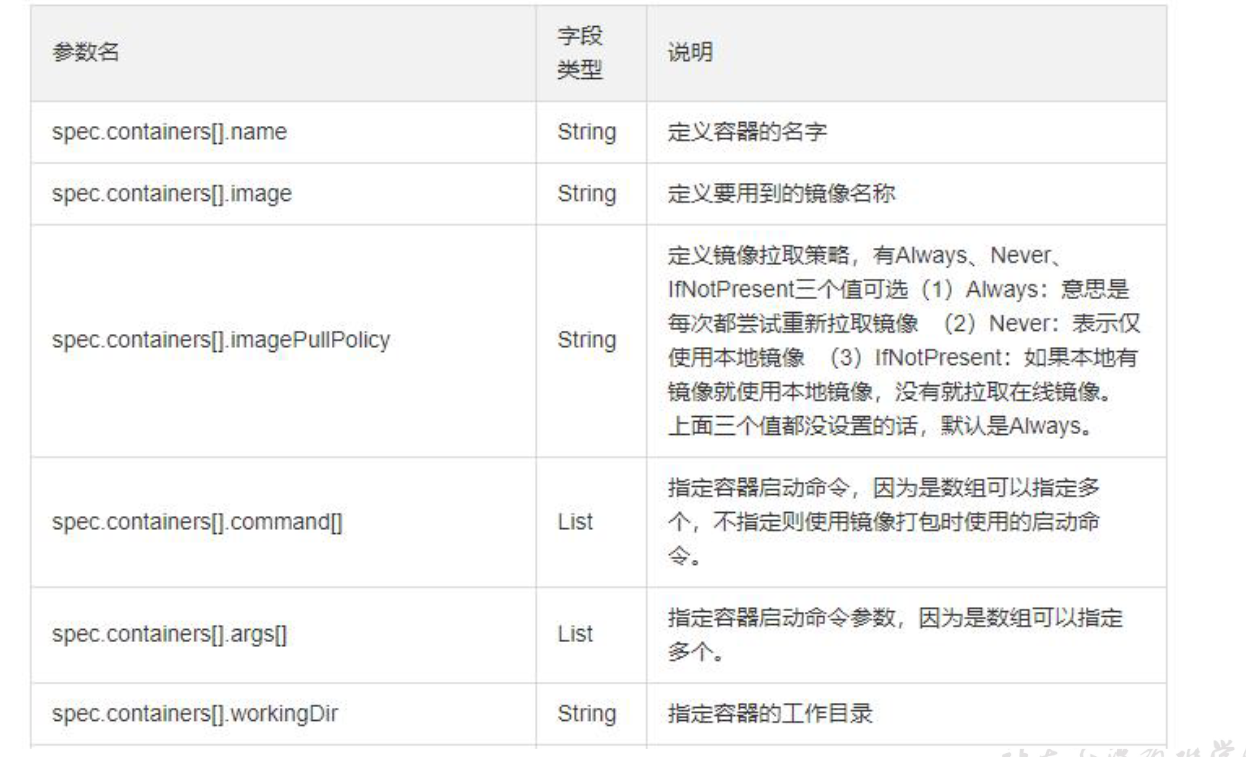 参数名
字段
类型
说明
spec.containers[].name
String
定义容器的名字
spec.containers[].image
String
定义要用到的镜像名称
spec.containers[].imagePullPolicy
String
定义镜像拉取策略，有Always、Never、
IfNotPresent三个值可选（1）Always：意思是
每次都尝试重新拉取镜像 （2）Never：表示仅
使用本地镜像 （3）IfNotPresent：如果本地有
镜像就使用本地镜像，没有就拉取在线镜像。
上面三个值都没设置的话，默认是Always。
spec.containers[].command[]
List
指定容器启动命令，因为是数组可以指定多
个，不指定则使用镜像打包时使用的启动命
令。
spec.containers[].args[]
List
指定容器启动命令参数，因为是数组可以指定
多个。
spec.containers[].workingDir
String
指定容器的工作目录